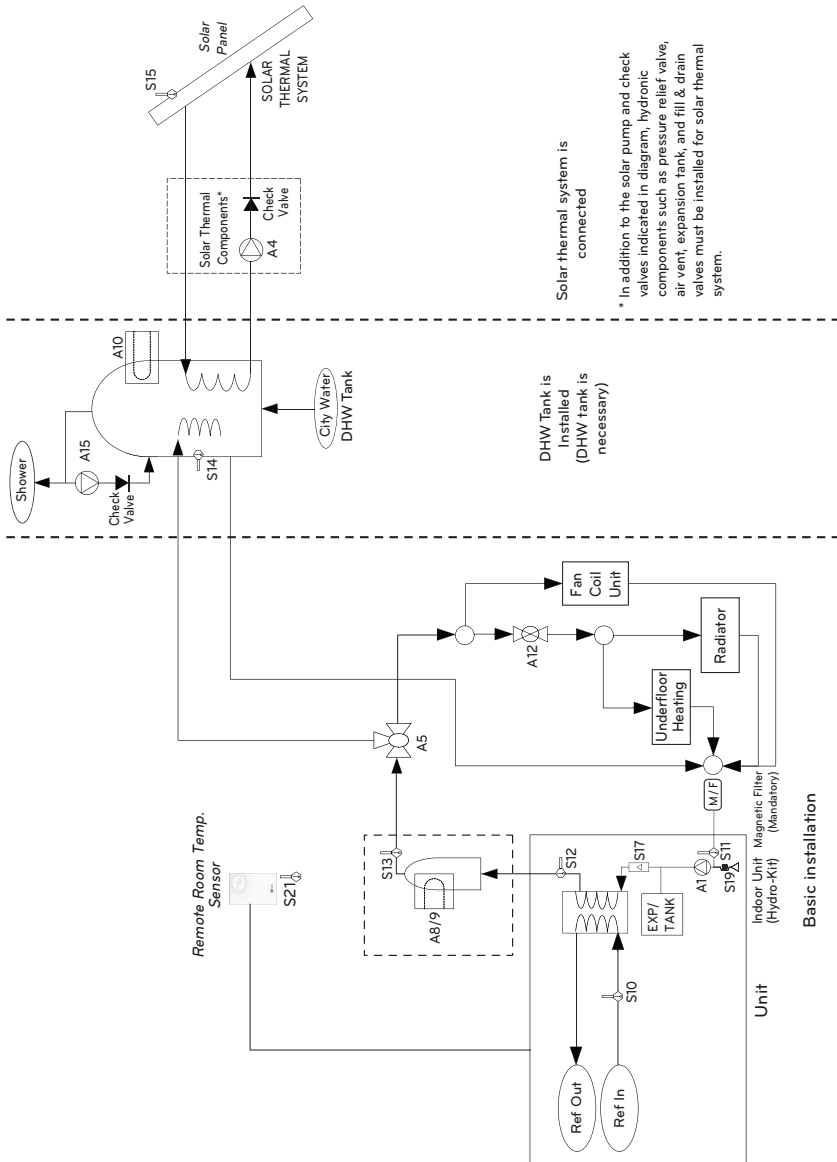 Remote Room Temp.
Sensor
S21
Ref Out
Ref In
S10
Unit
EXP/
TANK
S12
S17
A1
S19
S11
Indoor Unit
(Hydro-Kit)
Magnetic Filter
(Mandatory)
M/F
A8/9
S13
A5
A12
Underfloor
Heating
Radiator
Fan
Coil
Unit
Basic installation
Shower
A15
Check
Valve
S14
A10
City Water
DHW Tank
DHW Tank is
Installed
(DHW tank is
necessary)
Solar Thermal
Components*
A4
Check
Valve
S15
Solar
Panel
SOLAR
THERMAL
SYSTEM
Solar thermal system is
connected
* In addition to the solar pump and check
valves indicated in diagram, hydronic
components such as pressure relief valve,
air vent, expansion tank, and fill & drain
valves must be installed for solar thermal
system.